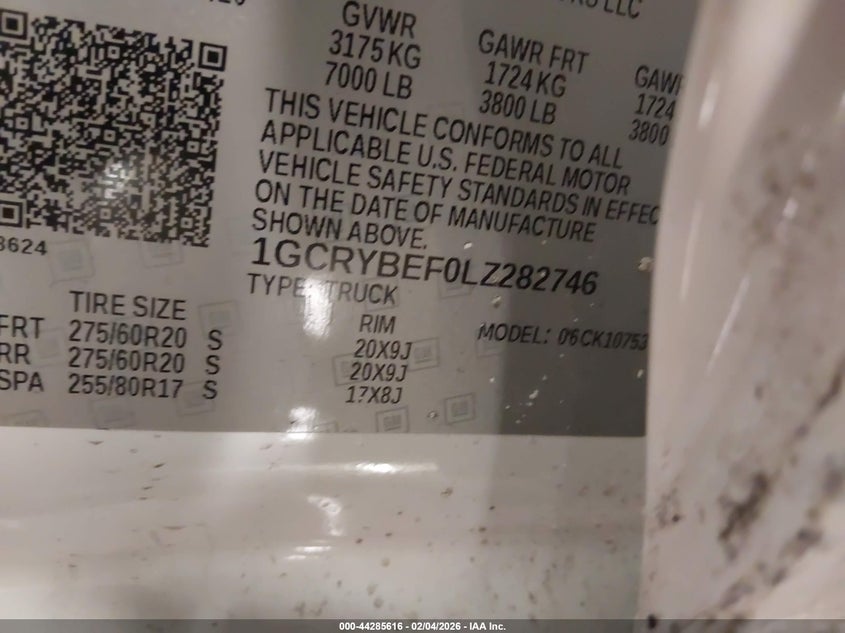 GVWR
3175 KG
7000 LB
GAWR FRT
1724 KG
3800 LB
GAW
1724
3800
THIS VEHICLE CONFORMS TO ALL
APPLICABLE U.S. FEDERAL MOTOR
VEHICLE SAFETY STANDARDS IN EFFEC
ON THE DATE OF MANUFACTURE
SHOWN ABOVE.
3624
1GCRYBEF0LZ282746
TYPE: TRUCK
TIRE SIZE
RIM
MODEL: 06CK10753
FRT 275/60R20 S 20X9J
RR 275/60R20 S 20X9J
SPA 255/80R17 S 17X8J
GM
000-44285616 - 02/04/2026 - IAA Inc.